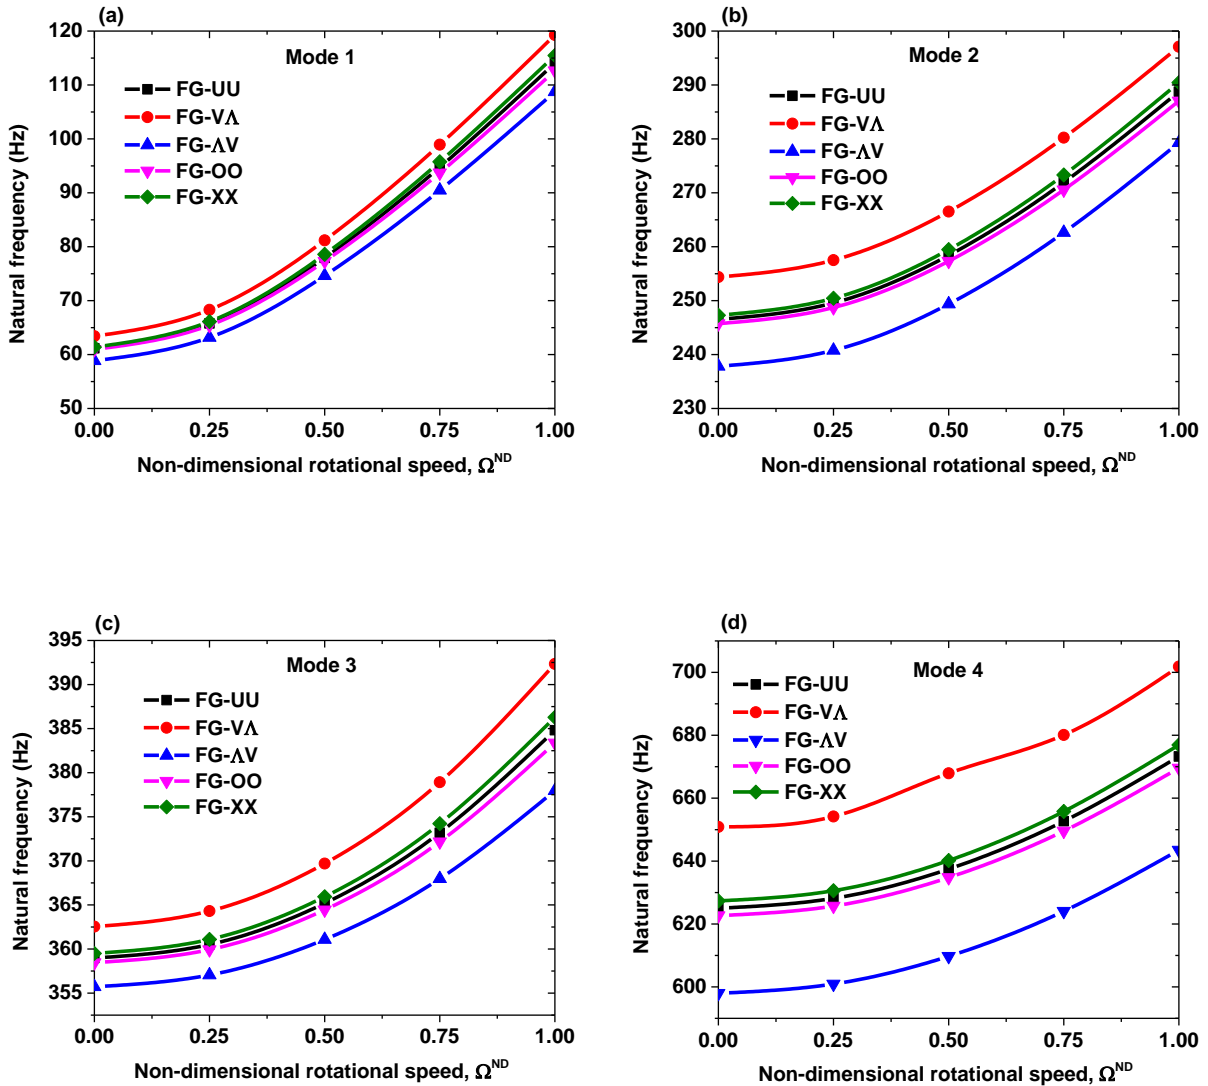 (a)
Mode 1
FG-UU
FG-VΛ
FG-ΛV
FG-OO
FG-XX
120
110
100
90
80
70
60
50
0.00 0.25 0.50 0.75 1.00
Natural frequency (Hz)
Non-dimensional rotational speed, Ω^ND
(b)
Mode 2
FG-UU
FG-VΛ
FG-ΛV
FG-OO
FG-XX
300
290
280
270
260
250
240
230
0.00 0.25 0.50 0.75 1.00
Natural frequency (Hz)
Non-dimensional rotational speed, Ω^ND
(c)
Mode 3
FG-UU
FG-VΛ
FG-ΛV
FG-OO
FG-XX
395
390
385
380
375
370
365
360
355
0.00 0.25 0.50 0.75 1.00
Natural frequency (Hz)
Non-dimensional rotational speed, Ω^ND
(d)
Mode 4
FG-UU
FG-VΛ
FG-ΛV
FG-OO
FG-XX
700
680
660
640
620
600
0.00 0.25 0.50 0.75 1.00
Natural frequency (Hz)
Non-dimensional rotational speed, Ω^ND